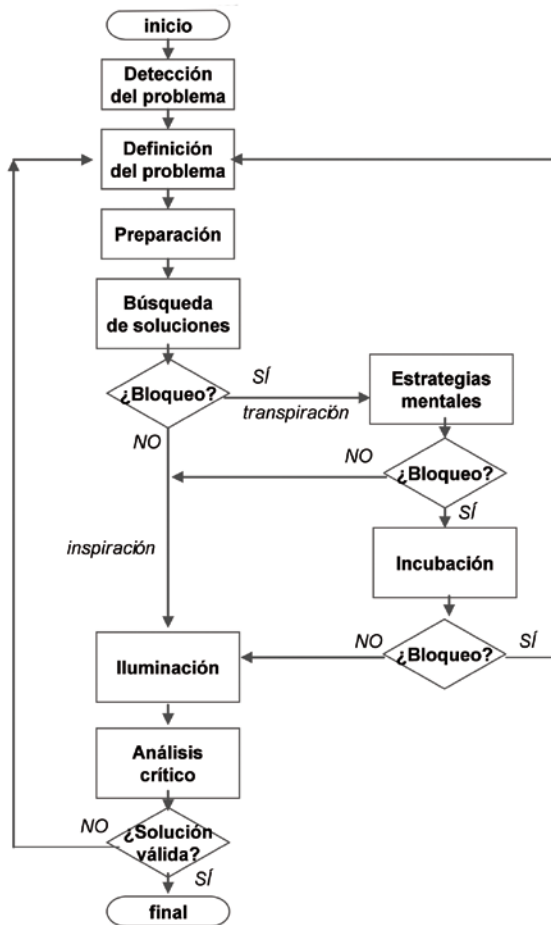 inicio
Detección
del problema
Definición
del problema
Preparación
Búsqueda
de soluciones
¿Bloqueo?
SÍ
transpiración
Estrategias
mentales
NO
NO
¿Bloqueo?
SÍ
inspiración
Incubación
Iluminación
NO
¿Bloqueo?
SÍ
Análisis
crítico
NO
¿Solución
válida?
SÍ
final